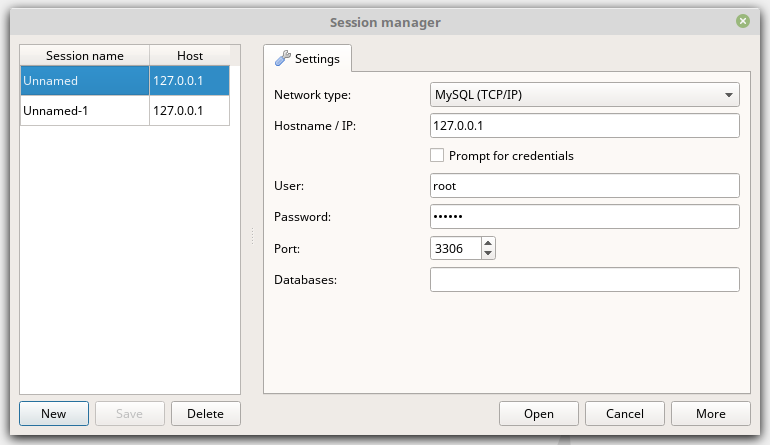 Session manager
Session name Host
Unnamed 127.0.0.1
Unnamed-1 127.0.0.1
Settings
Network type: MySQL (TCP/IP)
Hostname / IP: 127.0.0.1
Prompt for credentials
User: root
Password: ••••••
Port: 3306
Databases:
New Save Delete Open Cancel More